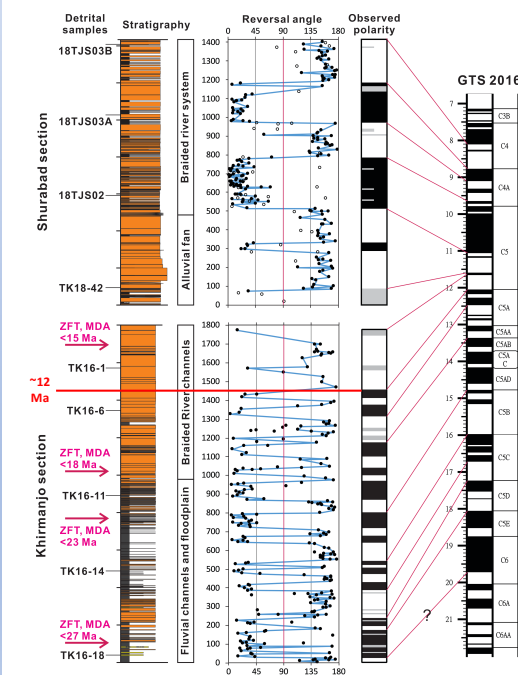 Detrital samples
Stratigraphy
Reversal angle
Observed polarity
0 45 90 135 180
GTS 2016
Shurabad section
18TJS03B
18TJS03A
18TJS02
TK18-42
Braided river system
Alluvial fan
1400
1300
1200
1100
1000
900
800
700
600
500
400
300
200
100
0
Khirmanjo section
ZFT, MDA
<15 Ma
TK16-1
~12
Ma
TK16-6
ZFT, MDA
<18 Ma
TK16-11
ZFT, MDA
<23 Ma
TK16-14
ZFT, MDA
<27 Ma
TK16-18
Braided River channels
Fluvial channels and floodplain
1800
1700
1600
1500
1400
1300
1200
1100
1000
900
800
700
600
500
400
300
200
100
0
0 45 90 135 180
?
7
8
9
10
11
12
13
14
15
16
17
18
19
20
21
C3B
C4
C4A
C5
C5A
C5AA
C5AB
C5A
C
C5AD
C5B
C5C
C5D
C5E
C6
C6A
C6AA